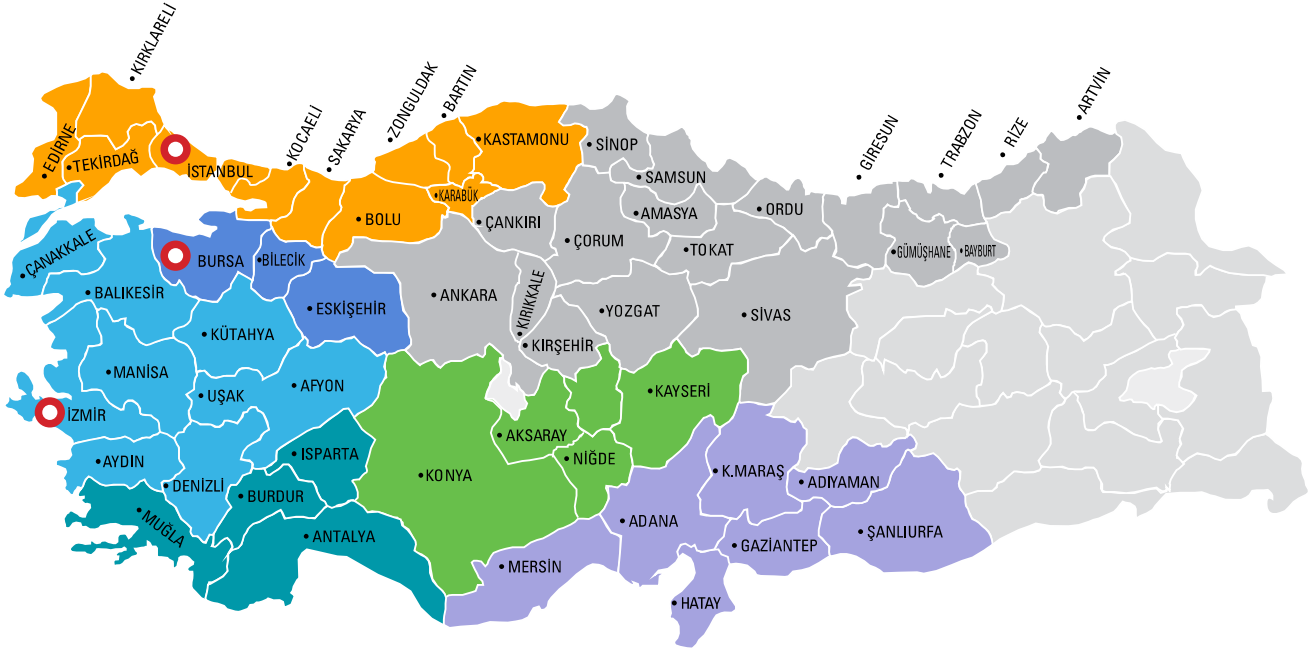 KIRKLARELİ
EDİRNE
TEKİRDAĞ
İSTANBUL
KOCAELİ
SAKARYA
ZONGULDAK
BARTIN
KASTAMONU
KARABÜK
BOLU
SİNOP
SAMSUN
AMASYA
ORDU
GİRESUN
TRABZON
RİZE
ARTVİN
ÇANKIRI
ÇORUM
TOKAT
GÜMÜŞHANE
BAYBURT
ÇANAKKALE
BURSA
BİLECİK
BALIKESİR
ESKİŞEHİR
ANKARA
KIRIKKALE
YOZGAT
SİVAS
KÜTAHYA
KIRŞEHİR
MANİSA
UŞAK
AFYON
KAYSERİ
İZMİR
AKSARAY
AYDIN
ISPARTA
NİĞDE
KONYA
K.MARAŞ
ADIYAMAN
DENİZLİ
BURDUR
MUĞLA
ANTALYA
ADANA
GAZİANTEP
ŞANLIURFA
MERSİN
HATAY